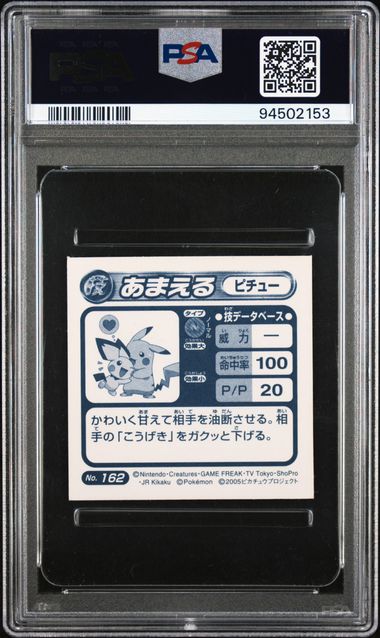 PSA
PSA
94502153
あまえる ピチュー
タイプ
ノーマル
効果大
効果小
技データベース
威力 ―
命中率 100
P/P 20
かわいく甘えて相手を油断させる。相
手の「こうげき」をガクッと下げる。
No. 162
©Nintendo・Creatures・GAME FREAK・TV Tokyo・ShoPro
・JR Kikaku ©Pokémon ©2005ピカチュウプロジェクト